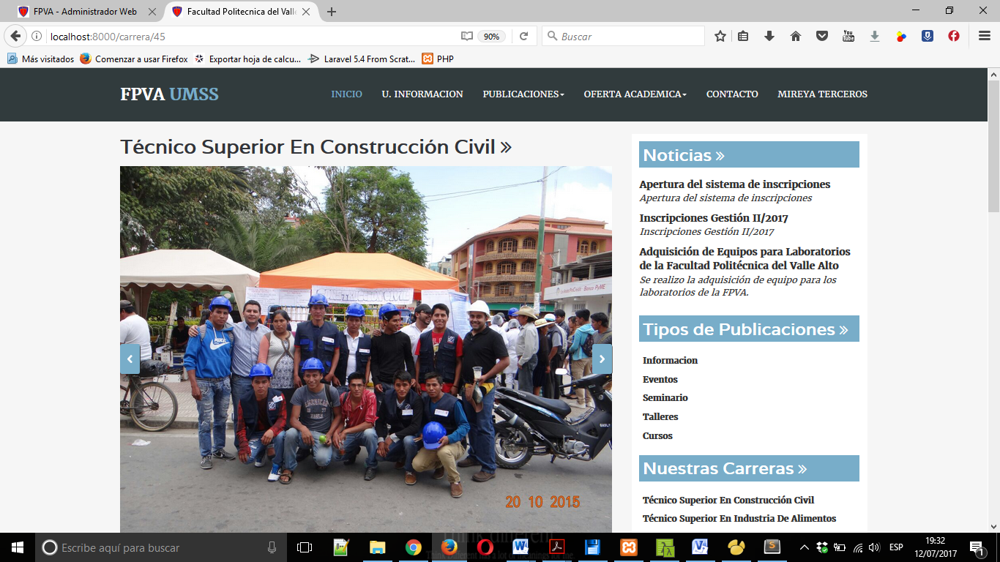 FPVA - Administrador Web
Facultad Politecnica del Valle
localhost:8000/carrera/45
90%
Buscar
Más visitados
Comenzar a usar Firefox
Exportar hoja de calcu...
Laravel 5.4 From Scrat...
PHP
FPVA UMSS
INICIO
U. INFORMACION
PUBLICACIONES
OFERTA ACADEMICA
CONTACTO
MIREYA TERCEROS
Técnico Superior En Construcción Civil »
20 10 2015
Noticias »
Apertura del sistema de inscripciones
Apertura del sistema de inscripciones
Inscripciones Gestión II/2017
Inscripciones Gestión II/2017
Adquisición de Equipos para Laboratorios
de la Facultad Politécnica del Valle Alto
Se realizo la adquisición de equipo para los
laboratorios de la FPVA.
Tipos de Publicaciones »
Informacion
Eventos
Seminario
Talleres
Cursos
Nuestras Carreras »
Técnico Superior En Construcción Civil
Técnico Superior En Industria De Alimentos
Escribe aquí para buscar
ESP
19:32
12/07/2017